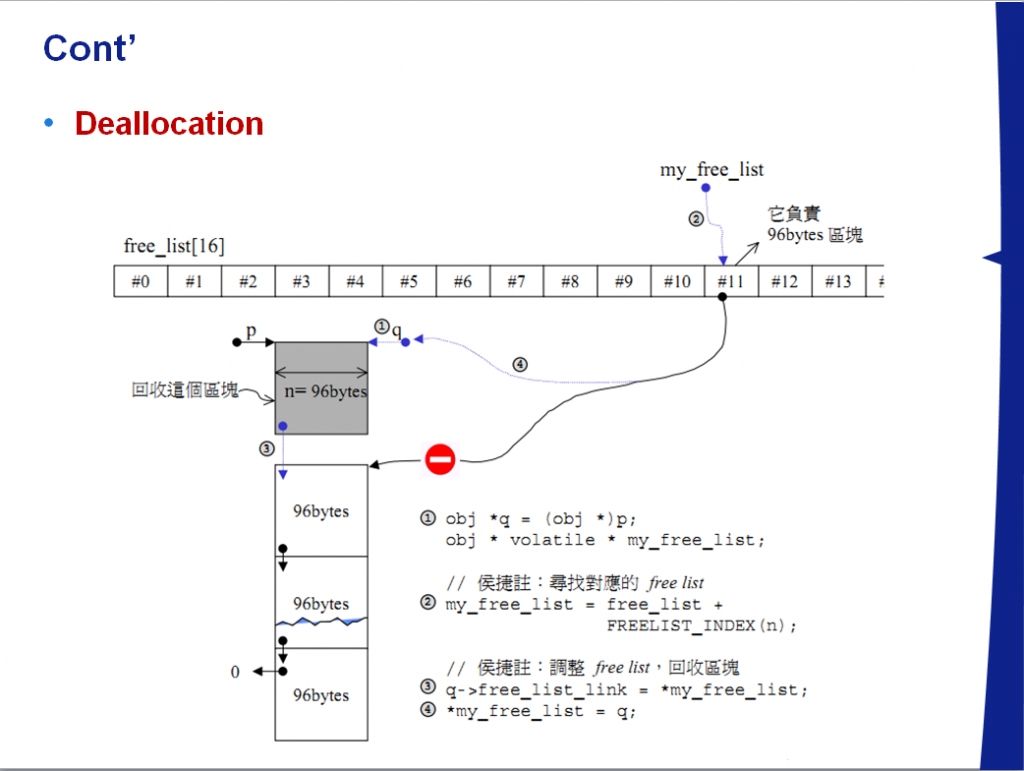 Cont’
• Deallocation
my_free_list
②
它負責
96bytes 區塊
free_list[16]
#0 #1 #2 #3 #4 #5 #6 #7 #8 #9 #10 #11 #12 #13
p
① q
④
回收這個區塊
n= 96bytes
③
96bytes
96bytes
0
96bytes
① obj *q = (obj *)p;
obj * volatile * my_free_list;
// 侯捷註：尋找對應的 free list
② my_free_list = free_list +
FREELIST_INDEX(n);
// 侯捷註：調整 free list，回收區塊
③ q->free_list_link = *my_free_list;
④ *my_free_list = q;